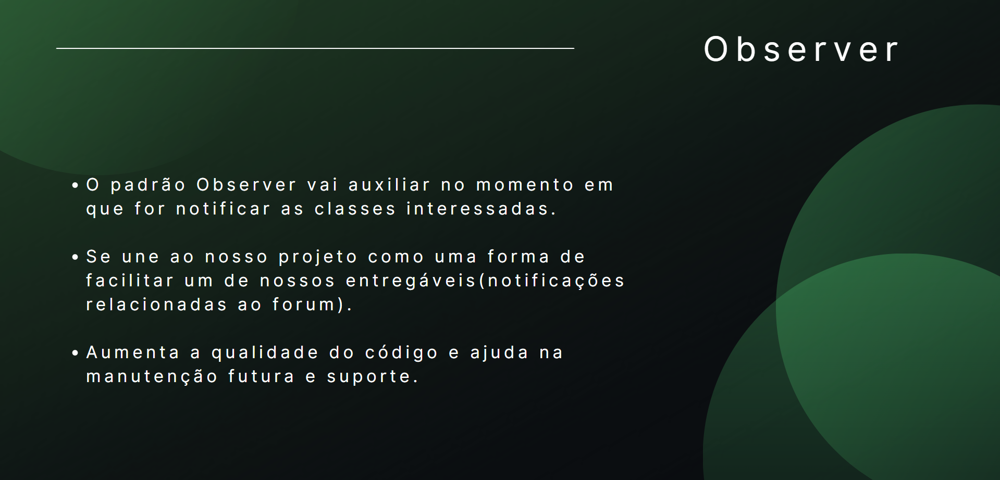 Observer
• O padrão Observer vai auxiliar no momento em
que for notificar as classes interessadas.
• Se une ao nosso projeto como uma forma de
facilitar um de nossos entregáveis(notificações
relacionadas ao forum).
• Aumenta a qualidade do código e ajuda na
manutenção futura e suporte.